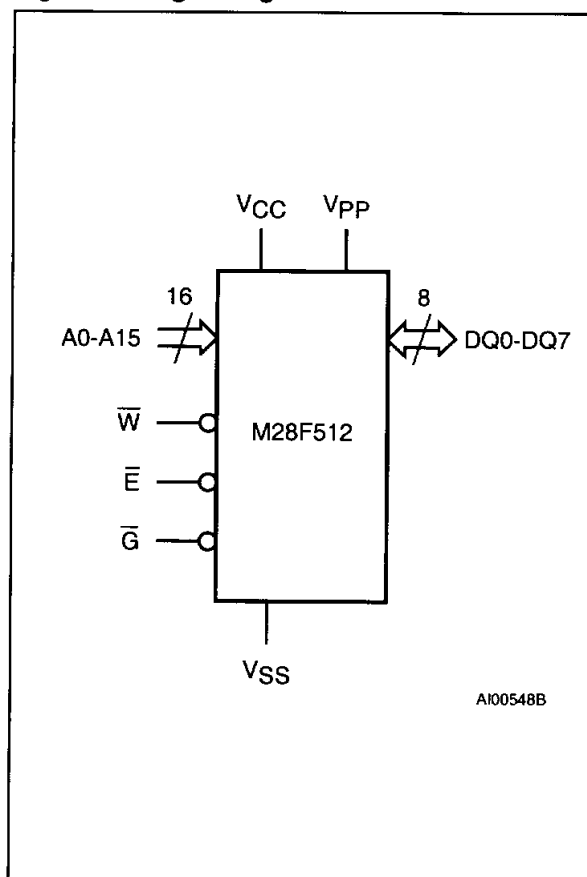 VCC VPP
16 8
A0-A15 DQ0-DQ7
W̅
M28F512
E̅
G̅
VSS
AI00548B